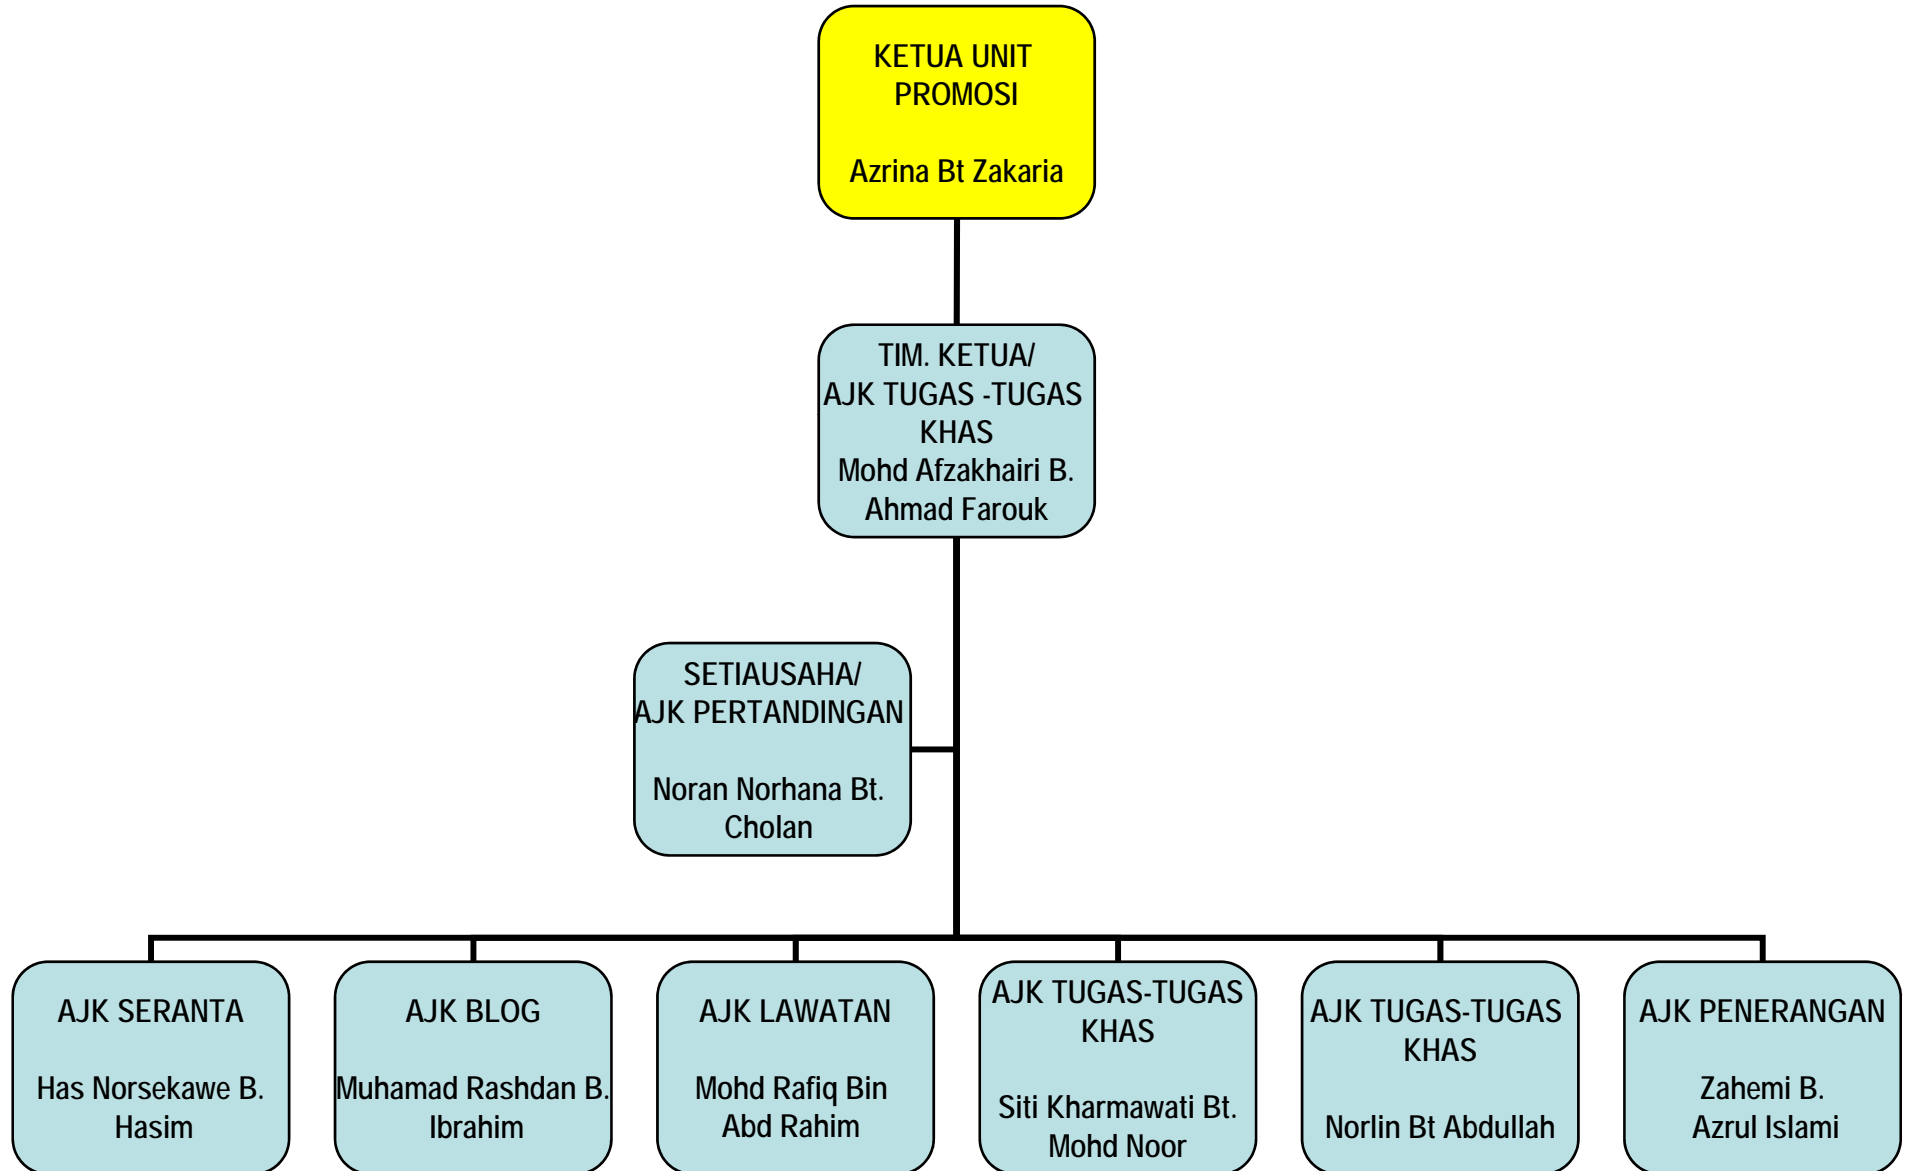 KETUA UNIT
PROMOSI
Azrina Bt Zakaria
TIM. KETUA/
AJK TUGAS -TUGAS
KHAS
Mohd Afzakhairi B.
Ahmad Farouk
SETIAUSAHA/
AJK PERTANDINGAN
Noran Norhana Bt.
Cholan
AJK SERANTA
Has Norsekawe B.
Hasim
AJK BLOG
Muhamad Rashdan B.
Ibrahim
AJK LAWATAN
Mohd Rafiq Bin
Abd Rahim
AJK TUGAS-TUGAS
KHAS
Siti Kharmawati Bt.
Mohd Noor
AJK TUGAS-TUGAS
KHAS
Norlin Bt Abdullah
AJK PENERANGAN
Zahemi B.
Azrul Islami